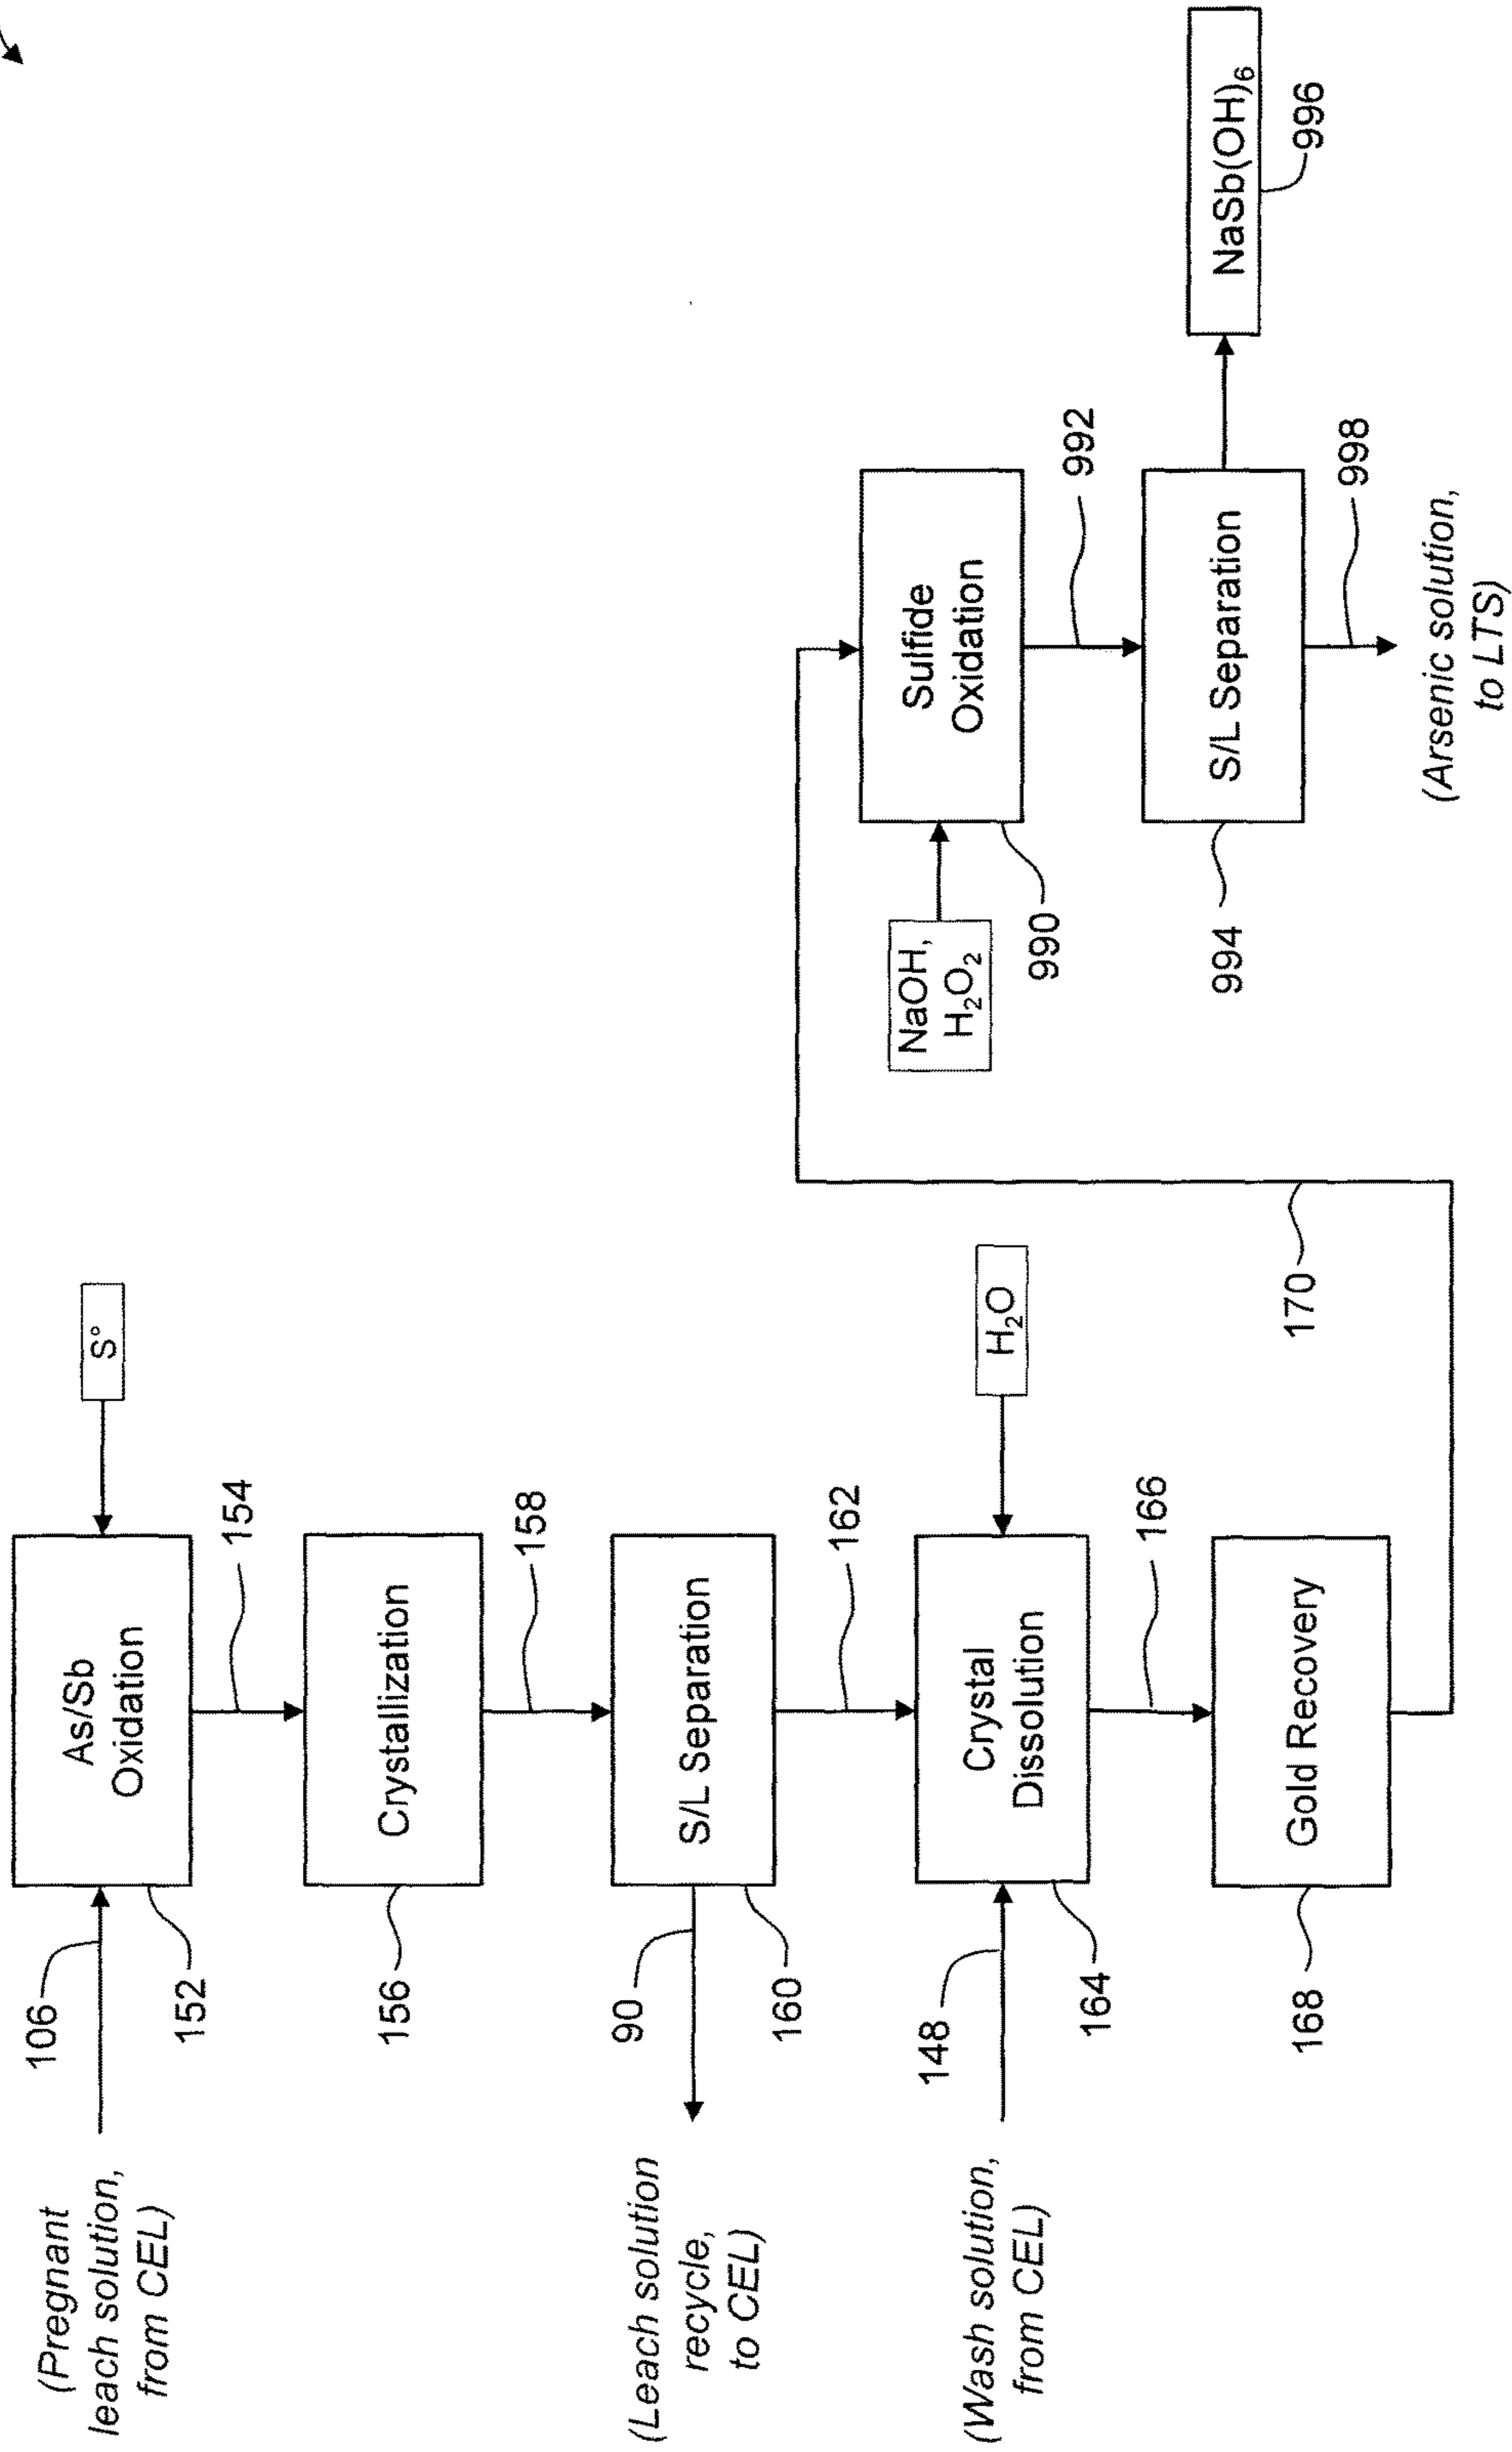 (Pregnant
leach solution,
from CEL)
106
152
As/Sb
Oxidation
S°
154
156
Crystallization
158
(Leach solution
recycle,
to CEL)
90
160
S/L Separation
162
(Wash solution,
from CEL)
148
164
Crystal
Dissolution
H₂O
166
168
Gold Recovery
170
NaOH,
H₂O₂
990
Sulfide
Oxidation
992
994
S/L Separation
NaSb(OH)₆
996
998
(Arsenic solution,
to LTS)